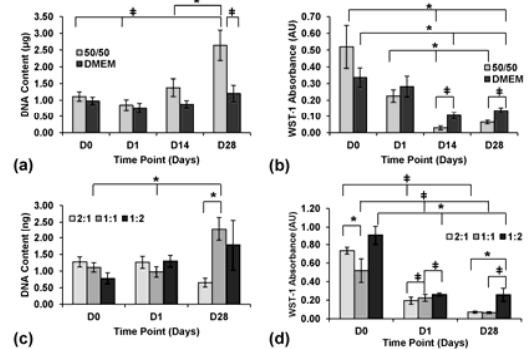 * ‡
‡
DNA Content (µg)
3.50
3.00
2.50
2.00
1.50
1.00
0.50
0.00
50/50
DMEM
D0 D1 D14 D28
Time Point (Days)
(a)
*
*
*
‡ ‡
WST-1 Absorbance (AU)
0.80
0.70
0.60
0.50
0.40
0.30
0.20
0.10
0.00
50/50
DMEM
D0 D1 D14 D28
Time Point (Days)
(b)
*
*
DNA Content (ng)
3.00
2.50
2.00
1.50
1.00
0.50
0.00
2:1 1:1 1:2
D0 D1 D28
Time Point (Days)
(c)
‡
‡
*
* *
‡ ‡ ‡
WST-1 Absorbance (AU)
1.20
1.00
0.80
0.60
0.40
0.20
0.00
2:1 1:1 1:2
D0 D1 D28
Time Point (Days)
(d)